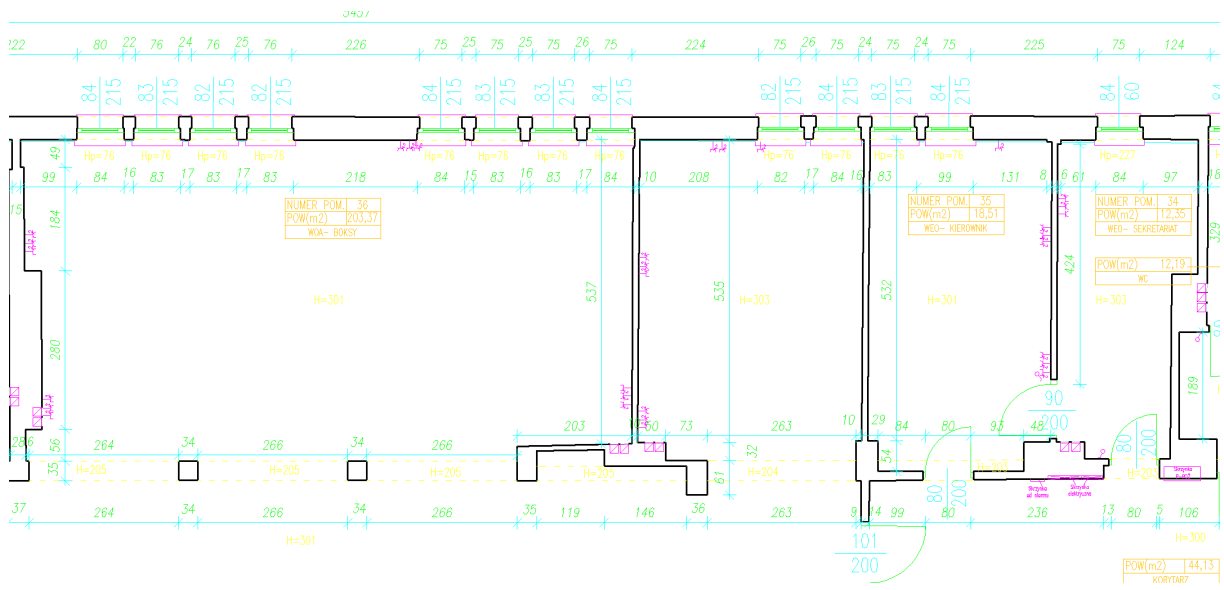 222 80 22 76 24 76 25 76 226 75 25 75 25 75 26 75 224 75 26 75 24 75 24 75 225 75 124
84 215 83 215 82 215 82 215 84 215 83 215 83 215 84 215 82 215 84 215 83 215 84 215 84 60
Hp=76 Hp=76 Hp=76 Hp=76 Hp=76 Hp=76 Hp=76 Hp=76 Hp=227
49
99 84 16 83 17 83 17 83 218 84 15 83 16 83 17 84 10 208 82 17 84 16 83 99 131 8 6 61 84 97 18
15
184
NUMER POM. 36
POW(m2) 203,37
WOA- BOKSY
NUMER POM. 35
POW(m2) 18,51
WEO- KIEROWNIK
NUMER POM. 34
POW(m2) 12,35
WEO- SEKRETARIAT
329
POW(m2) 12,19
WC
537 535 532 424
H=301 H=303 H=301 H=303
280
189
90
200
203 50 73 263 10 29 84 80 95 48
286 264 34 266 34 266
56 35 32 61 54
80
200
H=205 H=205 H=205 H=204
80
200
Skrzynka
elektryczna
37 264 34 266 34 266 35 119 146 36 263 9 14 99 80 236 13 80 5 106
H=301 H=300
101
200
POW(m2) 44,13
KORYTARZ